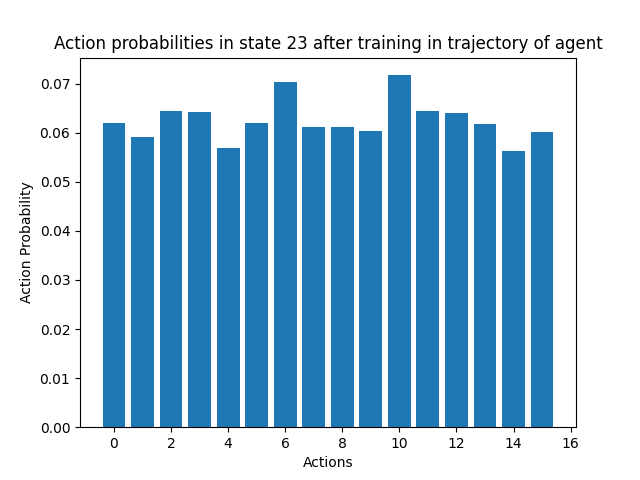 Action probabilities in state 23 after training in trajectory of agent
0.07
0.06
0.05
0.04
0.03
0.02
0.01
0.00
Action Probability
0 2 4 6 8 10 12 14 16
Actions